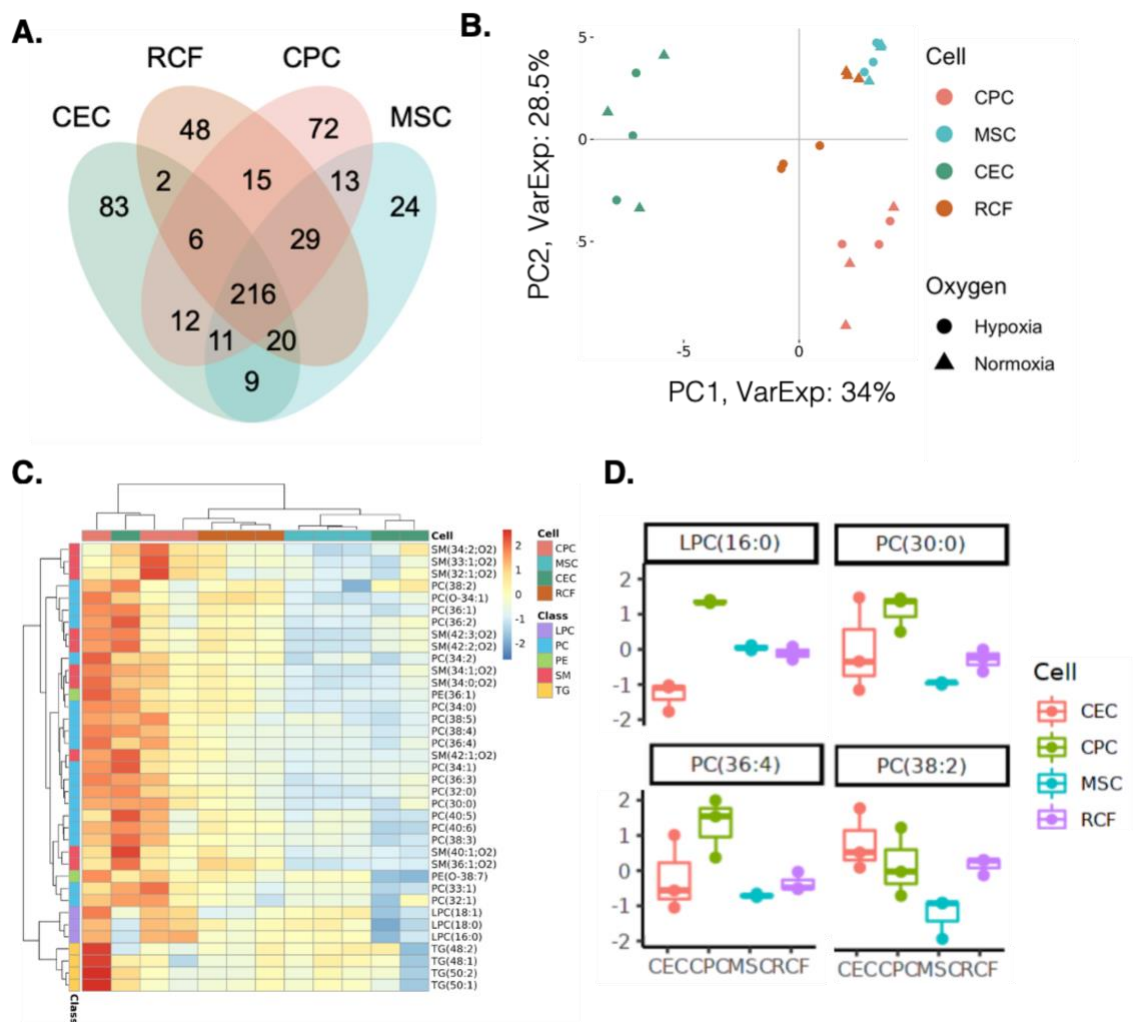 A.
RCF CPC
CEC MSC
48 72
2 15 13
83 24
6 29
216
12 11 20
9
B.
5
0
-5
-5 0
PC2, VarExp: 28.5%
PC1, VarExp: 34%
Cell
CPC
MSC
CEC
RCF
Oxygen
Hypoxia
Normoxia
C.
Cell
SM(34:2;O2)
SM(33:1;O2)
SM(32:1;O2)
PC(38:2)
PC(O-34:1)
PC(36:1)
PC(36:2)
SM(42:3;O2)
SM(42:2;O2)
PC(34:2)
SM(34:1;O2)
SM(34:0;O2)
PE(36:1)
PC(34:0)
PC(38:5)
PC(38:4)
PC(36:4)
SM(42:1;O2)
PC(34:1)
PC(36:3)
PC(32:0)
PC(30:0)
PC(40:5)
PC(40:6)
PC(38:3)
SM(40:1;O2)
SM(36:1;O2)
PE(O-38:7)
PC(33:1)
PC(32:1)
LPC(18:1)
LPC(18:0)
LPC(16:0)
TG(48:2)
TG(48:1)
TG(50:2)
TG(50:1)
Class
2
1
0
-1
-2
Cell
CPC
MSC
CEC
RCF
Class
LPC
PC
PE
SM
TG
D.
LPC(16:0) PC(30:0)
2
1
0
-1
-2
PC(36:4) PC(38:2)
2
1
0
-1
-2
CEC CPC MSC RCF CEC CPC MSC RCF
Cell
CEC
CPC
MSC
RCF